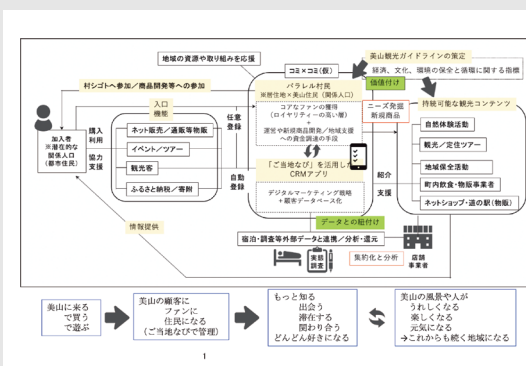 地域の資源や取り組みを応援
コミ×コミ(仮)
美山観光ガイドラインの策定
経済、文化、環境の保全と循環に関する指標
村シゴトへ参加/商品開発等への参加
パラレル村民
※居住地×美山住民(関係人口)
価値付け
入口
機能
任意
登録
コアなファンの獲得
(ロイヤリティーの高い層)
+
運営や新規商品開発/地域支援
への資金調達の手段
ニーズ発掘
新規商品
持続可能な観光コンテンツ
加入者
※潜在的な
関係人口
(都市住民)
購入
利用
協力
支援
ネット販売/通販等物販
イベント/ツアー
観光客
ふるさと納税/寄附
自動
登録
「ご当地なび」を活用した
CRMアプリ
デジタルマーケティング戦略
+顧客データベース化
紹介
支援
自然体験活動
観光/定住ツアー
地域保全活動
町内飲食・物販事業者
ネットショップ・道の駅(物販)
データとの紐付け
情報提供
宿泊・調査等外部データと連携/分析・還元
実態
調査
集約化と分析
店舗
事業者
美山に来る
で買う
で遊ぶ
美山の顧客に
ファンに
住民になる
(ご当地なびで管理)
もっと知る
出会う
滞在する
関わり合う
どんどん好きになる
美山の風景や人が
うれしくなる
楽しくなる
元気になる
→これからも続く地域になる
1